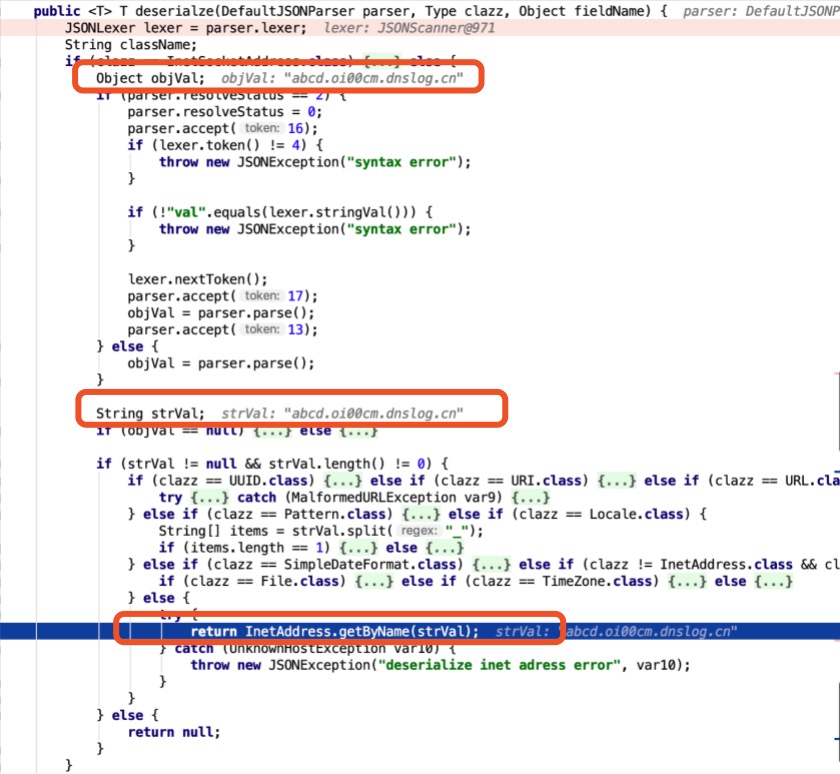 public <T> T deserialze(DefaultJSONParser parser, Type clazz, Object fieldName) {  parser: DefaultJSONP
JSONLexer lexer = parser.lexer;  lexer: JSONScanner@971
String className;
if (clazz == InetSocketAddress.class) {...} else {
Object objVal;  objVal: "abcd.oi00cm.dnslog.cn"
if (parser.resolveStatus == 2) {
parser.resolveStatus = 0;
parser.accept( token: 16);
if (lexer.token() != 4) {
throw new JSONException("syntax error");
}
if (!"val".equals(lexer.stringVal())) {
throw new JSONException("syntax error");
}
lexer.nextToken();
parser.accept( token: 17);
objVal = parser.parse();
parser.accept( token: 13);
} else {
objVal = parser.parse();
}
String strVal;  strVal: "abcd.oi00cm.dnslog.cn"
if (objVal == null) {...} else {...}
if (strVal != null && strVal.length() != 0) {
if (clazz == UUID.class) {...} else if (clazz == URI.class) {...} else if (clazz == URL.cla
try {...} catch (MalformedURLException var9) {...}
} else if (clazz == Pattern.class) {...} else if (clazz == Locale.class) {
String[] items = strVal.split( regex: "_");
if (items.length == 1) {...} else {...}
} else if (clazz == SimpleDateFormat.class) {...} else if (clazz != InetAddress.class && cl
if (clazz == File.class) {...} else if (clazz == TimeZone.class) {...} else {...}
} else {
try {
return InetAddress.getByName(strVal);  strVal: "abcd.oi00cm.dnslog.cn"
} catch (UnknownHostException var10) {
throw new JSONException("deserialize inet adress error", var10);
}
}
} else {
return null;
}
}